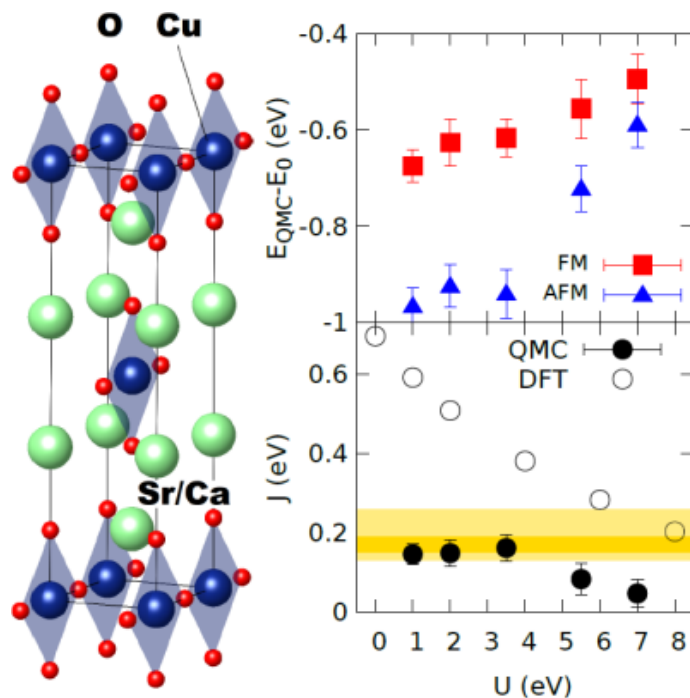 O Cu
Sr/Ca
E_QMC-E_0 (eV)
-0.4
-0.6
-0.8
-1
FM
AFM
QMC
DFT
J (eV)
0.6
0.4
0.2
0
0 1 2 3 4 5 6 7 8
U (eV)